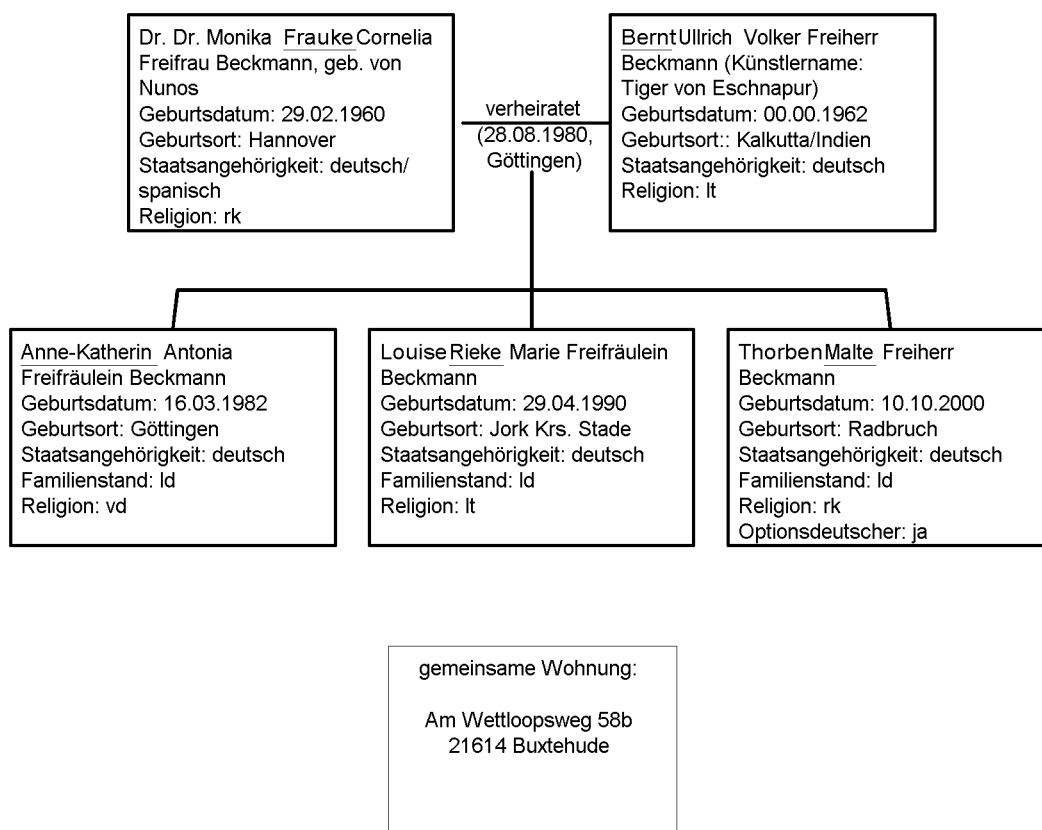 Dr. Dr. Monika Frauke Cornelia
Freifrau Beckmann, geb. von
Nunos
Geburtsdatum: 29.02.1960
Geburtsort: Hannover
Staatsangehörigkeit: deutsch/
spanisch
Religion: rk
verheiratet
(28.08.1980,
Göttingen)
Bernt Ullrich Volker Freiherr
Beckmann (Künstlername:
Tiger von Eschnapur)
Geburtsdatum: 00.00.1962
Geburtsort:: Kalkutta/Indien
Staatsangehörigkeit: deutsch
Religion: lt
Anne-Katherin Antonia
Freifräulein Beckmann
Geburtsdatum: 16.03.1982
Geburtsort: Göttingen
Staatsangehörigkeit: deutsch
Familienstand: ld
Religion: vd
Louise Rieke Marie Freifräulein
Beckmann
Geburtsdatum: 29.04.1990
Geburtsort: Jork Krs. Stade
Staatsangehörigkeit: deutsch
Familienstand: ld
Religion: lt
Thorben Malte Freiherr
Beckmann
Geburtsdatum: 10.10.2000
Geburtsort: Radbruch
Staatsangehörigkeit: deutsch
Familienstand: ld
Religion: rk
Optionsdeutscher: ja
gemeinsame Wohnung:
Am Wettloopsweg 58b
21614 Buxtehude